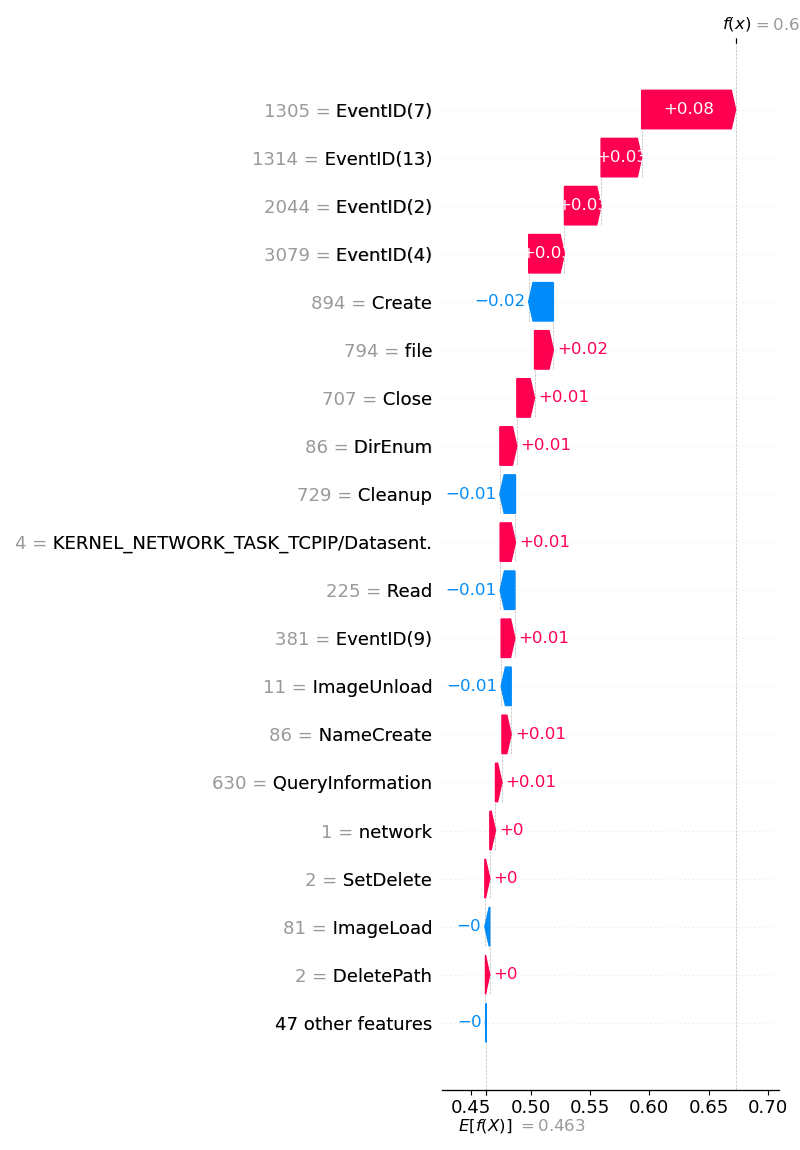 f(x) = 0.6
1305 = EventID(7) +0.08
1314 = EventID(13) +0.03
2044 = EventID(2)
3079 = EventID(4)
894 = Create −0.02
794 = file +0.02
707 = Close +0.01
86 = DirEnum +0.01
729 = Cleanup −0.01
4 = KERNEL_NETWORK_TASK_TCPIP/Datasent. +0.01
225 = Read −0.01
381 = EventID(9) +0.01
11 = ImageUnload −0.01
86 = NameCreate +0.01
630 = QueryInformation +0.01
1 = network +0
2 = SetDelete +0
81 = ImageLoad −0
2 = DeletePath +0
47 other features −0
0.45 0.50 0.55 0.60 0.65 0.70
E[f(X)] = 0.463